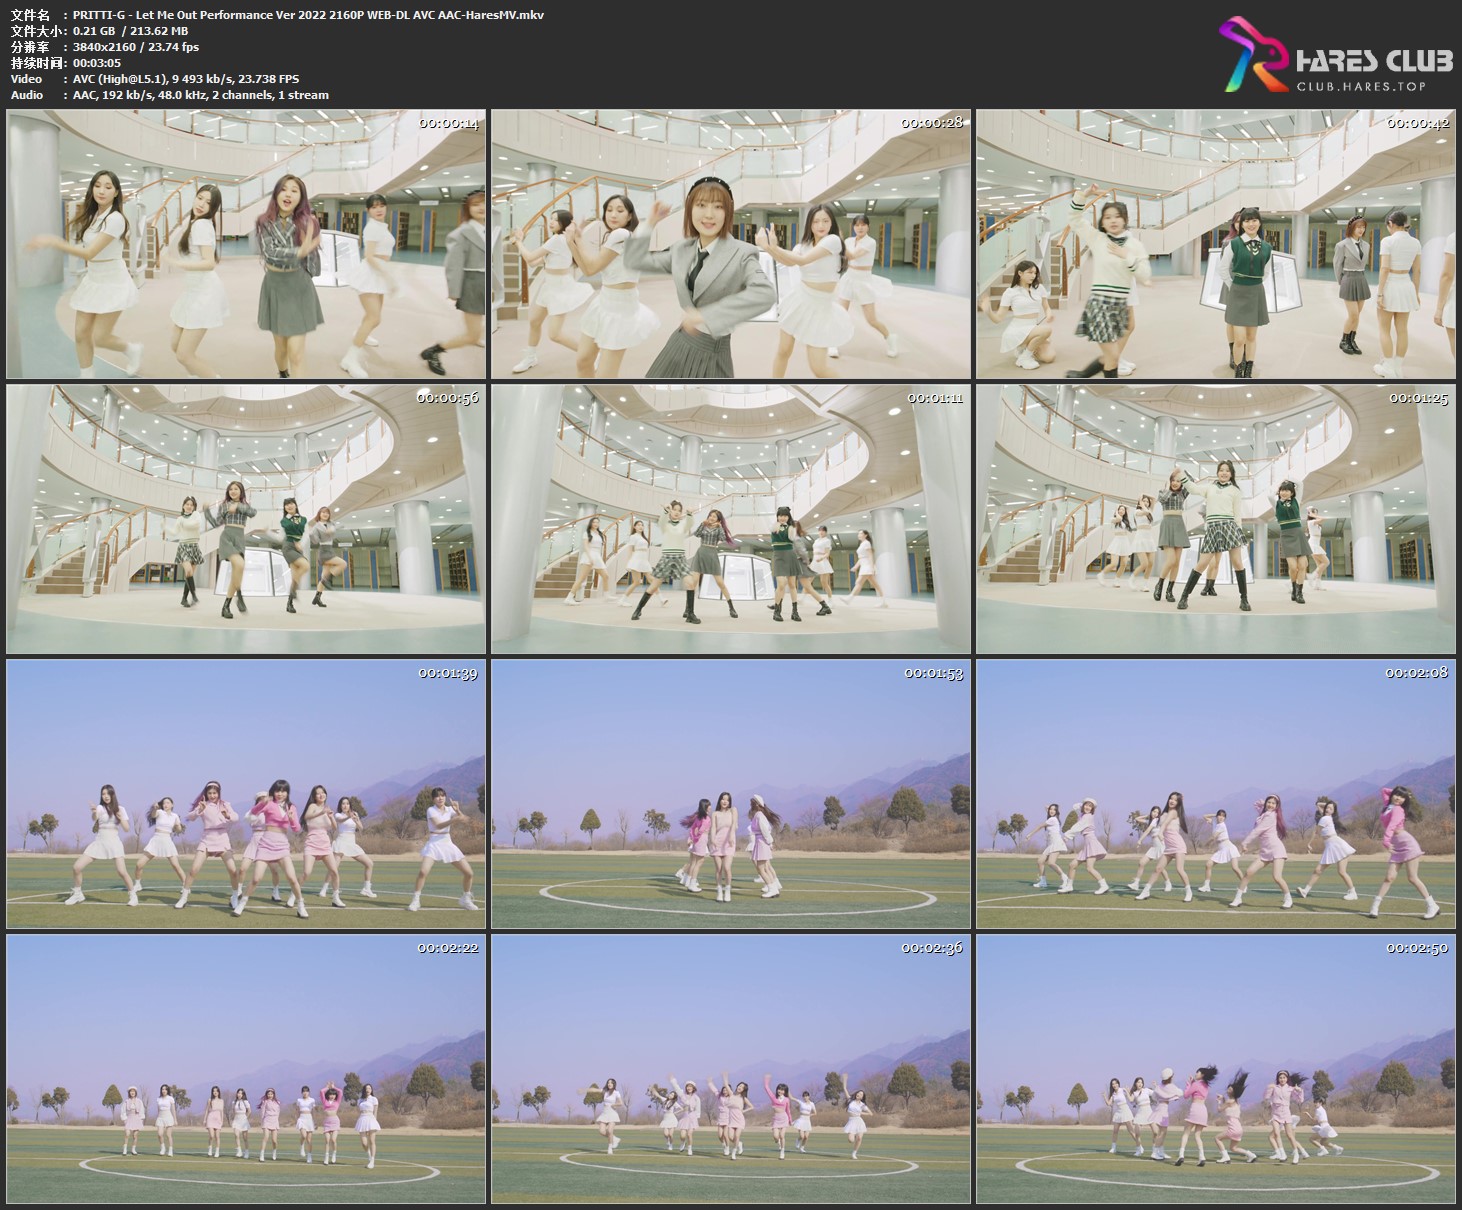 文件名 : PRITTI-G - Let Me Out Performance Ver 2022 2160P WEB-DL AVC AAC-HaresMV.mkv
文件大小: 0.21 GB / 213.62 MB
分辨率 : 3840x2160 / 23.74 fps
持续时间: 00:03:05
Video : AVC (High@L5.1), 9 493 kb/s, 23.738 FPS
Audio : AAC, 192 kb/s, 48.0 kHz, 2 channels, 1 stream
HARES CLUB
CLUB.HARES.TOP
00:00:14
00:00:28
00:00:42
00:00:56
00:01:11
00:01:25
00:01:39
00:01:53
00:02:08
00:02:22
00:02:36
00:02:50